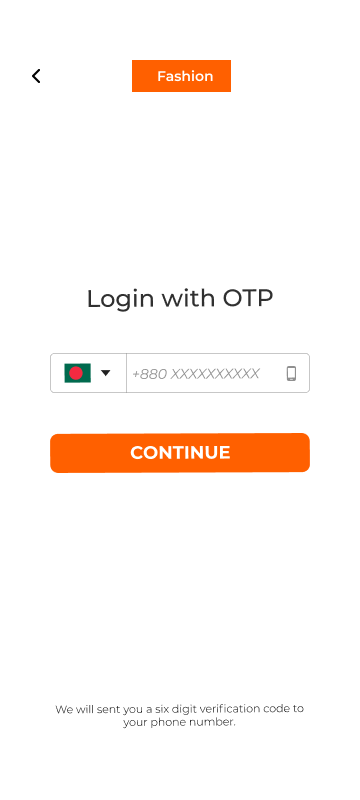 Fashion
Login with OTP
+880 XXXXXXXXXX
CONTINUE
We will sent you a six digit verification code to
your phone number.